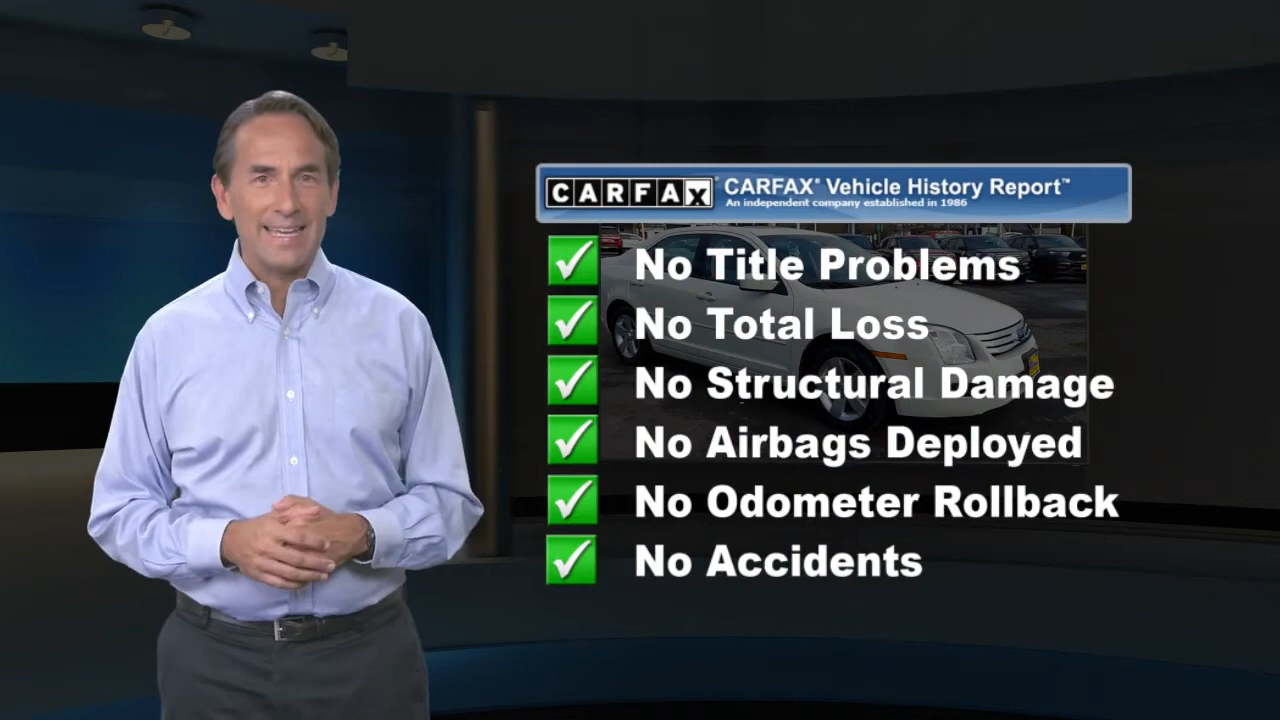 CARFAX® CARFAX® Vehicle History Report™
An independent company established in 1986
No Title Problems
No Total Loss
No Structural Damage
No Airbags Deployed
No Odometer Rollback
No Accidents